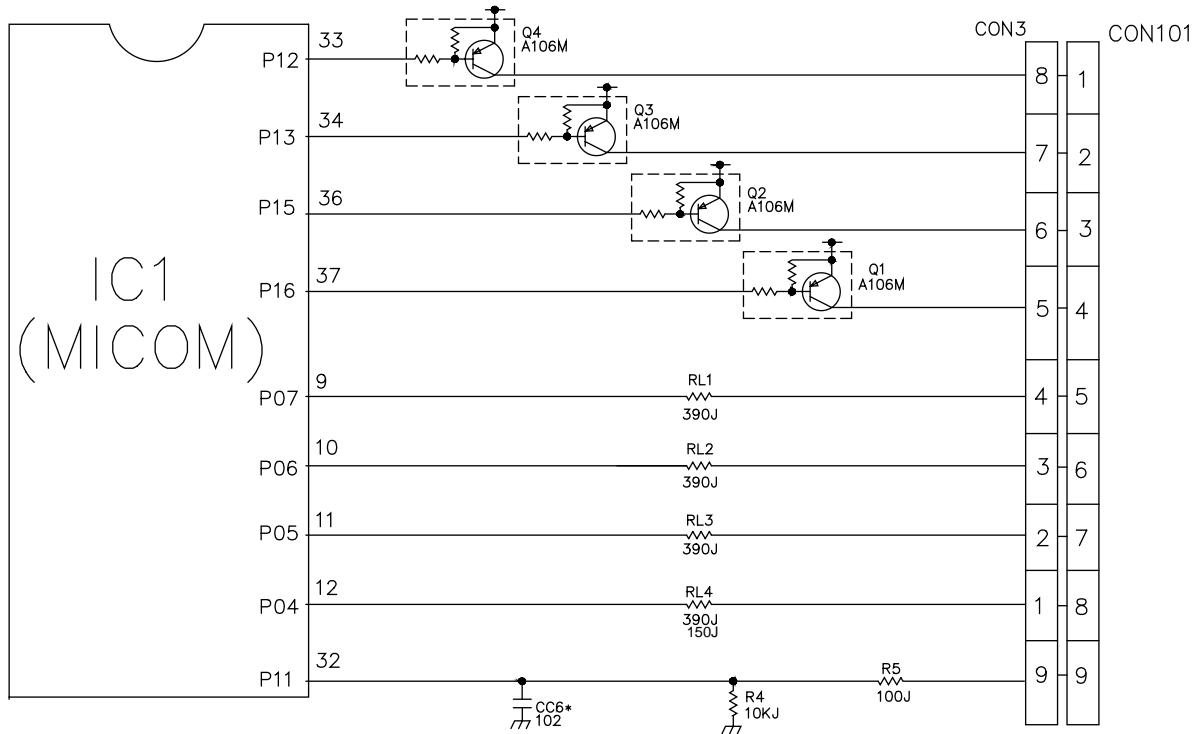 CON3 CON101
IC1
(MICOM)
P12 33 Q4
A106M
8 1
P13 34 Q3
A106M
7 2
P15 36 Q2
A106M
6 3
P16 37 Q1
A106M
5 4
P07 9 RL1
390J
4 5
P06 10 RL2
390J
3 6
P05 11 RL3
390J
2 7
P04 12 RL4
390J
150J
1 8
P11 32 R5
100J
9 9
CC6*
102
R4
10KJ